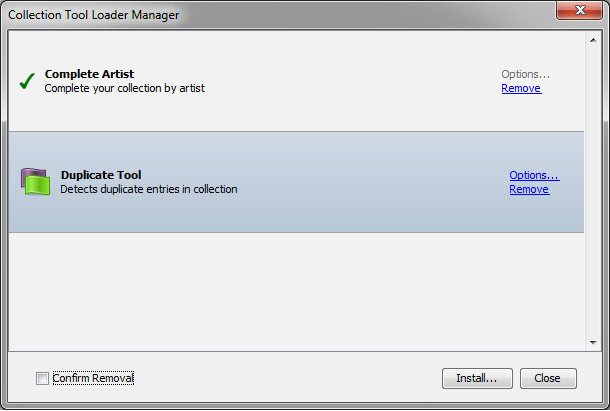 Collection Tool Loader Manager
Complete Artist
Options...
Complete your collection by artist
Remove
Duplicate Tool
Options...
Detects duplicate entries in collection
Remove
Confirm Removal
Install...
Close